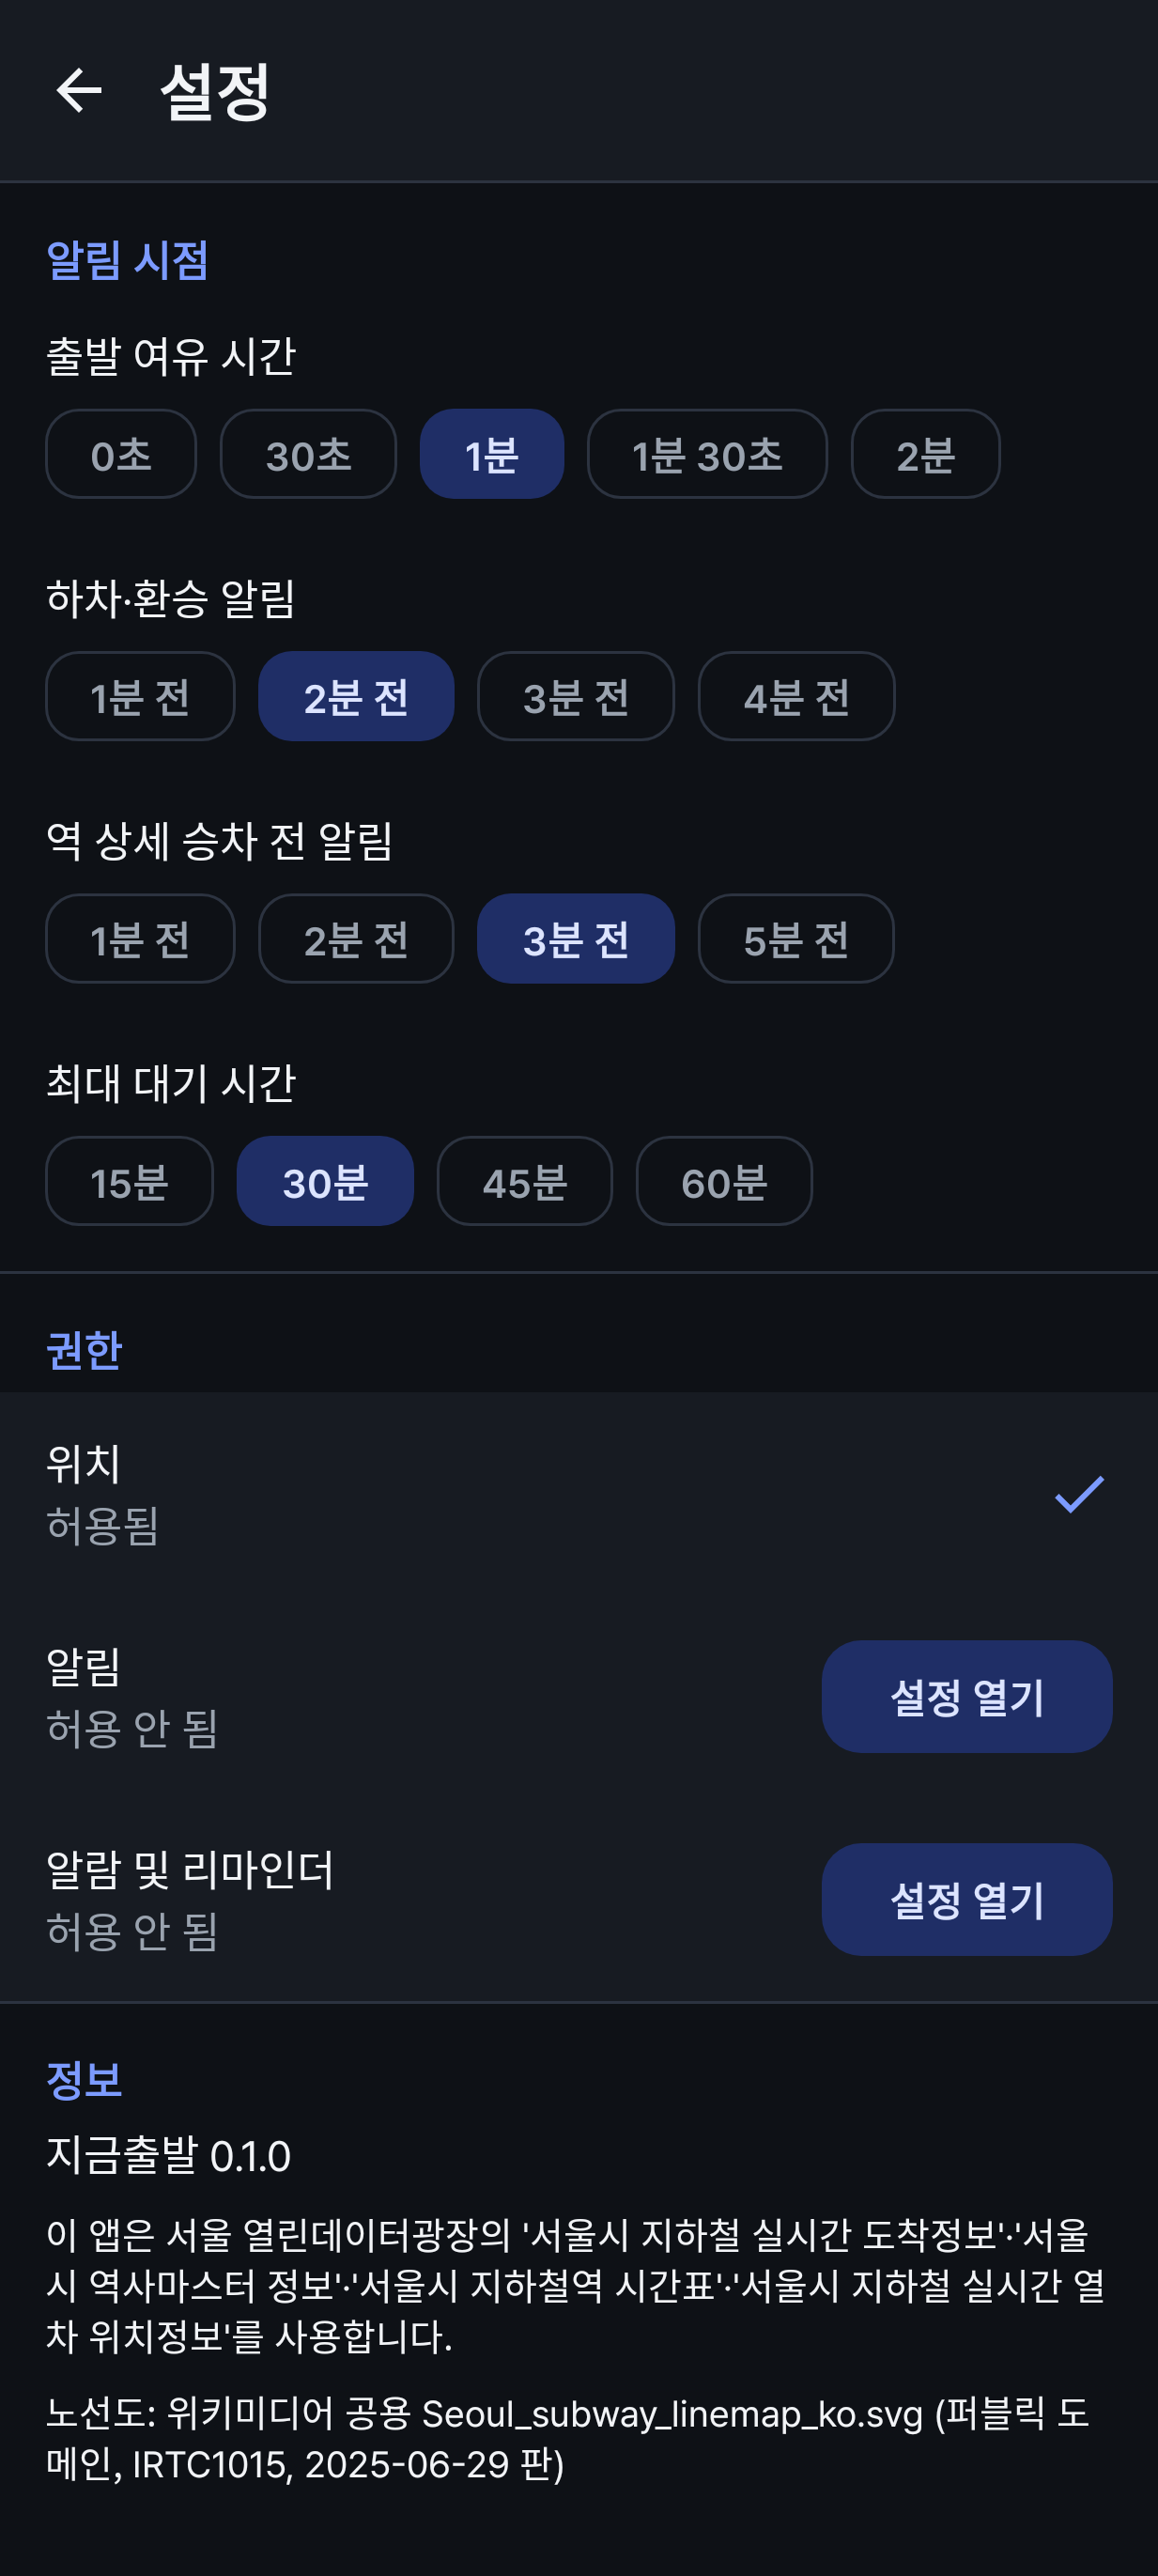 설정
알림 시점
출발 여유 시간
0초 30초 1분 1분 30초 2분
하차·환승 알림
1분 전 2분 전 3분 전 4분 전
역 상세 승차 전 알림
1분 전 2분 전 3분 전 5분 전
최대 대기 시간
15분 30분 45분 60분
권한
위치
허용됨
알림
허용 안 됨
설정 열기
알람 및 리마인더
허용 안 됨
설정 열기
정보
지금출발 0.1.0
이 앱은 서울 열린데이터광장의 '서울시 지하철 실시간 도착정보'·'서울
시 역사마스터 정보'·'서울시 지하철역 시간표'·'서울시 지하철 실시간 열
차 위치정보'를 사용합니다.
노선도: 위키미디어 공용 Seoul_subway_linemap_ko.svg (퍼블릭 도
메인, IRTC1015, 2025-06-29 판)